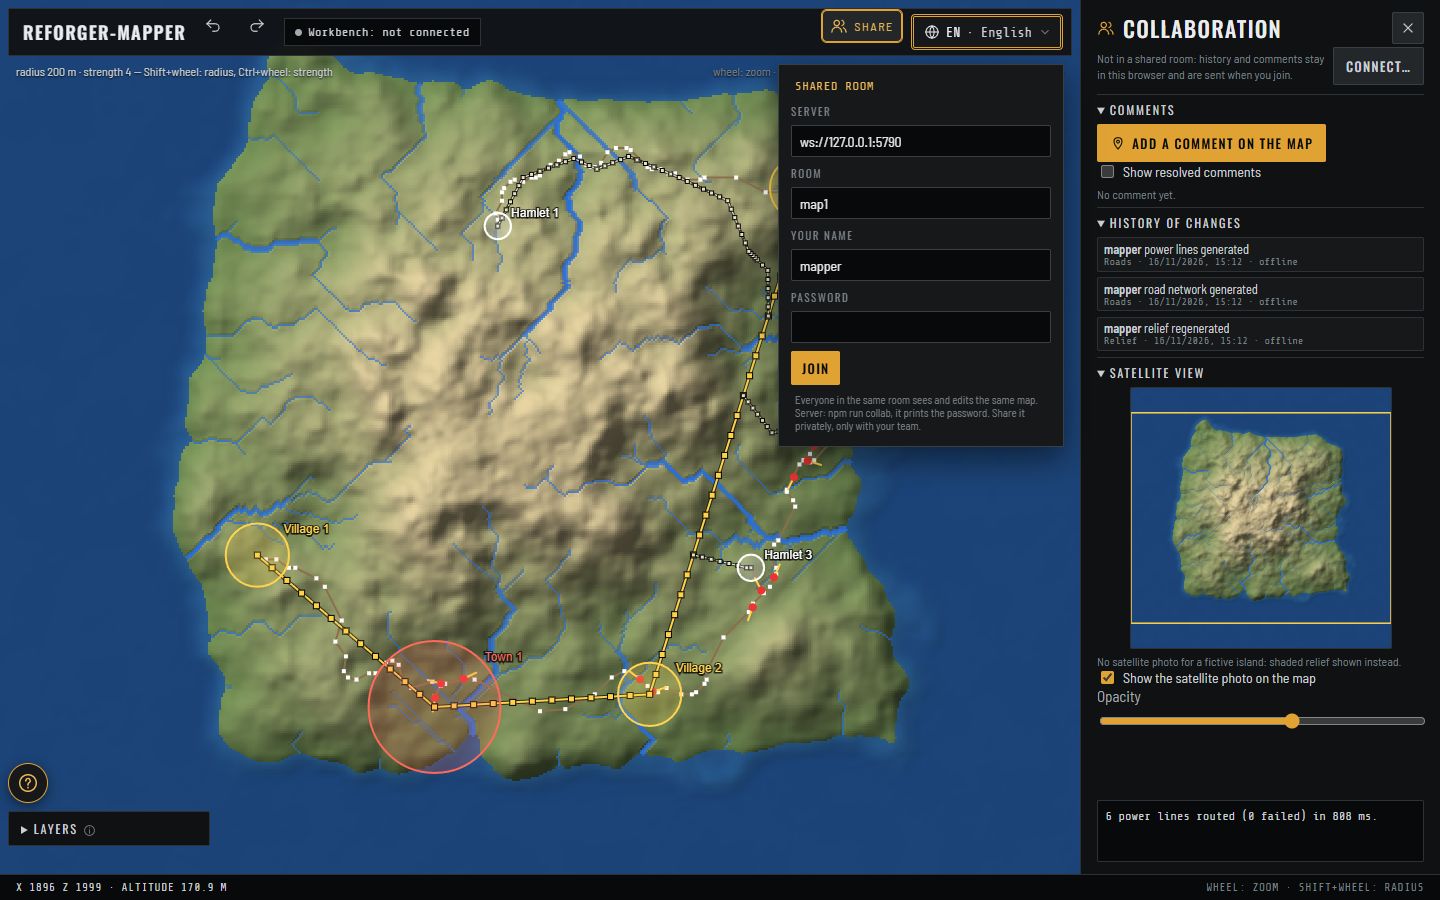 REFORGER-MAPPER
Workbench: not connected
SHARE
EN · English
radius 200 m · strength 4 — Shift+wheel: radius, Ctrl+wheel: strength
wheel: zoom ·
SHARED ROOM
SERVER
ws://127.0.0.1:5790
ROOM
map1
YOUR NAME
mapper
PASSWORD
JOIN
Everyone in the same room sees and edits the same map.
Server: npm run collab, it prints the password. Share it
privately, only with your team.
Hamlet 1
Village 1
Hamlet 3
Town 1
Village 2
LAYERS
COLLABORATION
Not in a shared room: history and comments stay
in this browser and are sent when you join.
CONNECT…
COMMENTS
ADD A COMMENT ON THE MAP
Show resolved comments
No comment yet.
HISTORY OF CHANGES
mapper power lines generated
Roads · 16/11/2026, 15:12 · offline
mapper road network generated
Roads · 16/11/2026, 15:12 · offline
mapper relief regenerated
Relief · 16/11/2026, 15:12 · offline
SATELLITE VIEW
No satellite photo for a fictive island: shaded relief shown instead.
Show the satellite photo on the map
Opacity
6 power lines routed (0 failed) in 808 ms.
X 1896 Z 1999 · ALTITUDE 170.9 M
WHEEL: ZOOM · SHIFT+WHEEL: RADIUS